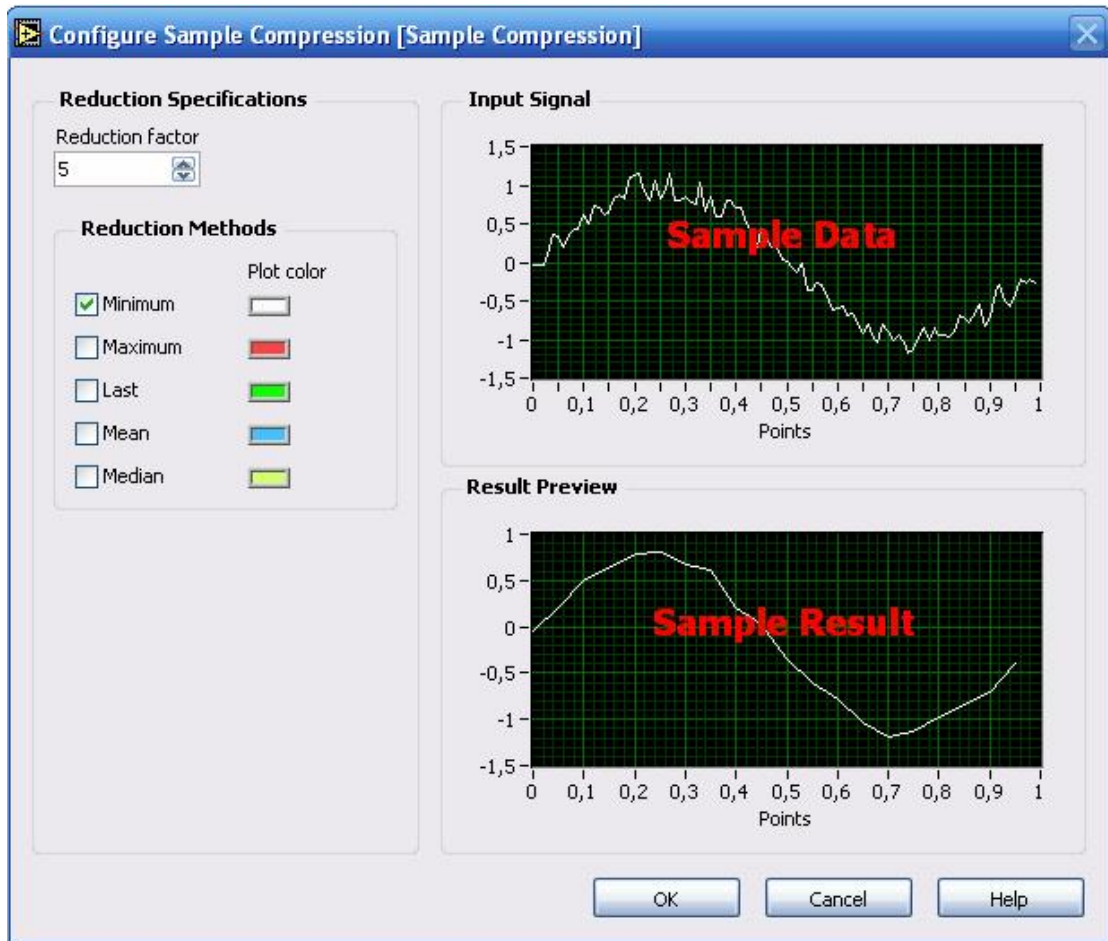 Configure Sample Compression [Sample Compression]
Reduction Specifications
Reduction factor
5
Reduction Methods
Plot color
Minimum
Maximum
Last
Mean
Median
Input Signal
1,5
1
0,5
0
-0,5
-1
-1,5
Sample Data
0 0,1 0,2 0,3 0,4 0,5 0,6 0,7 0,8 0,9 1
Points
Result Preview
1
0,5
0
-0,5
-1
-1,5
Sample Result
0 0,1 0,2 0,3 0,4 0,5 0,6 0,7 0,8 0,9 1
Points
OK Cancel Help